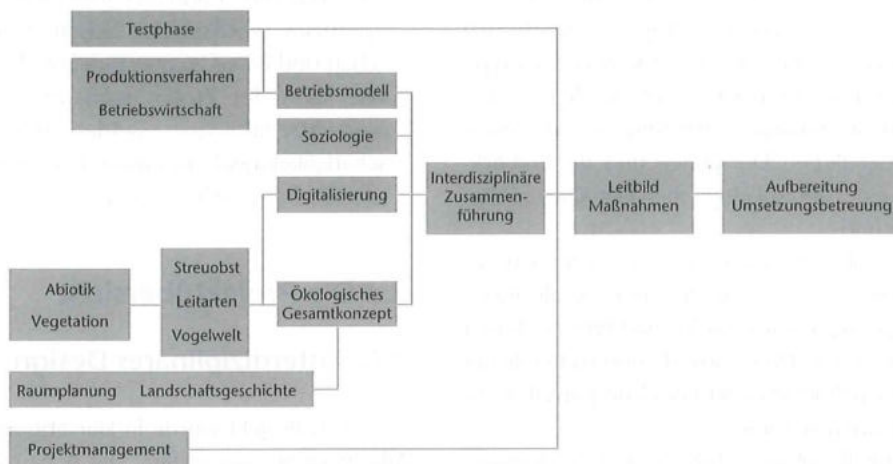 Testphase
Produktionsverfahren
Betriebswirtschaft
Betriebsmodell
Soziologie
Digitalisierung
Interdisziplinäre
Zusammen-
führung
Leitbild
Maßnahmen
Aufbereitung
Umsetzungsbetreuung
Abiotik
Vegetation
Streuobst
Leitarten
Vogelwelt
Ökologisches
Gesamtkonzept
Raumplanung Landschaftsgeschichte
Projektmanagement